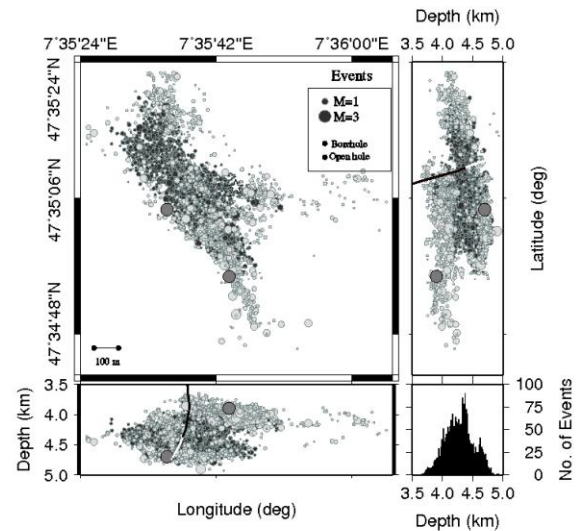 Depth (km)
7˚35'24"E 7˚35'42"E 7˚36'00"E 3.5 4.0 4.5 5.0
47˚35'24"N
47˚35'06"N
47˚34'48"N
Events
M=1
M=3
Borhole
Open hole
100 m
Latitude (deg)
Depth (km)
3.5
4.0
4.5
5.0
Longitude (deg)
100
75
50
25
0
No. of Events
3.5 4.0 4.5 5.0
Depth (km)